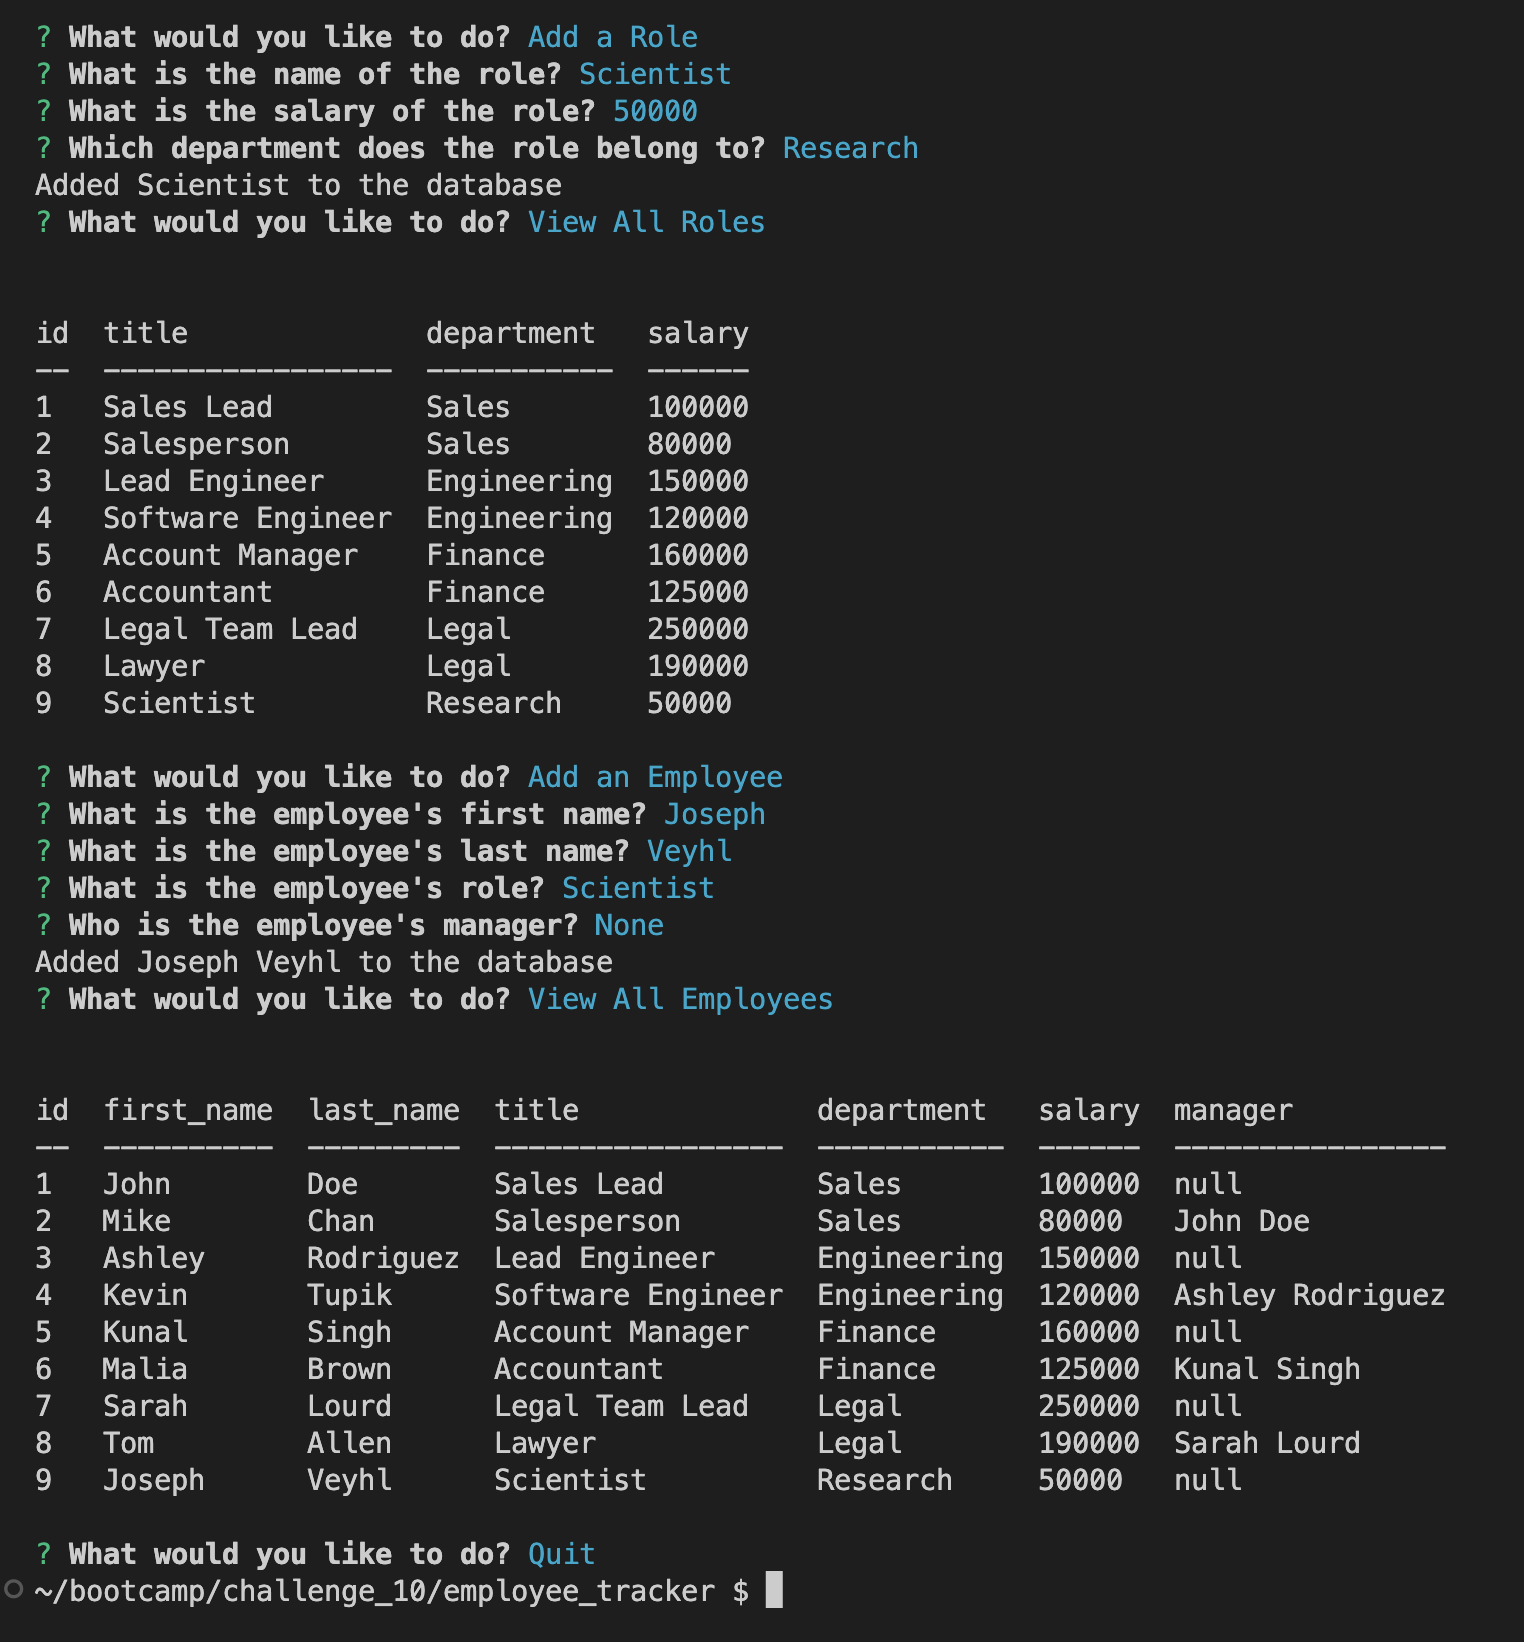 ? What would you like to do? Add a Role
? What is the name of the role? Scientist
? What is the salary of the role? 50000
? Which department does the role belong to? Research
Added Scientist to the database
? What would you like to do? View All Roles
id  title              department   salary
--  -----------------  -----------  ------
1   Sales Lead         Sales        100000
2   Salesperson        Sales        80000
3   Lead Engineer      Engineering  150000
4   Software Engineer  Engineering  120000
5   Account Manager    Finance      160000
6   Accountant         Finance      125000
7   Legal Team Lead    Legal        250000
8   Lawyer             Legal        190000
9   Scientist          Research     50000
? What would you like to do? Add an Employee
? What is the employee's first name? Joseph
? What is the employee's last name? Veyhl
? What is the employee's role? Scientist
? Who is the employee's manager? None
Added Joseph Veyhl to the database
? What would you like to do? View All Employees
id  first_name  last_name  title              department   salary  manager
--  ----------  ---------  -----------------  -----------  ------  ----------------
1   John        Doe        Sales Lead         Sales        100000  null
2   Mike        Chan       Salesperson        Sales        80000   John Doe
3   Ashley      Rodriguez  Lead Engineer      Engineering  150000  null
4   Kevin       Tupik      Software Engineer  Engineering  120000  Ashley Rodriguez
5   Kunal       Singh      Account Manager    Finance      160000  null
6   Malia       Brown      Accountant         Finance      125000  Kunal Singh
7   Sarah       Lourd      Legal Team Lead    Legal        250000  null
8   Tom         Allen      Lawyer             Legal        190000  Sarah Lourd
9   Joseph      Veyhl      Scientist          Research     50000   null
? What would you like to do? Quit
~/bootcamp/challenge_10/employee_tracker $